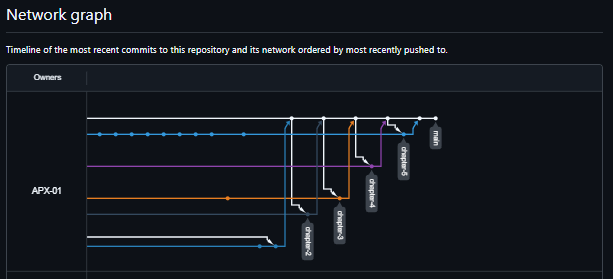 Network graph
Timeline of the most recent commits to this repository and its network ordered by most recently pushed to.
Owners
APX-01
main
chapter-5
chapter-4
chapter-3
chapter-2